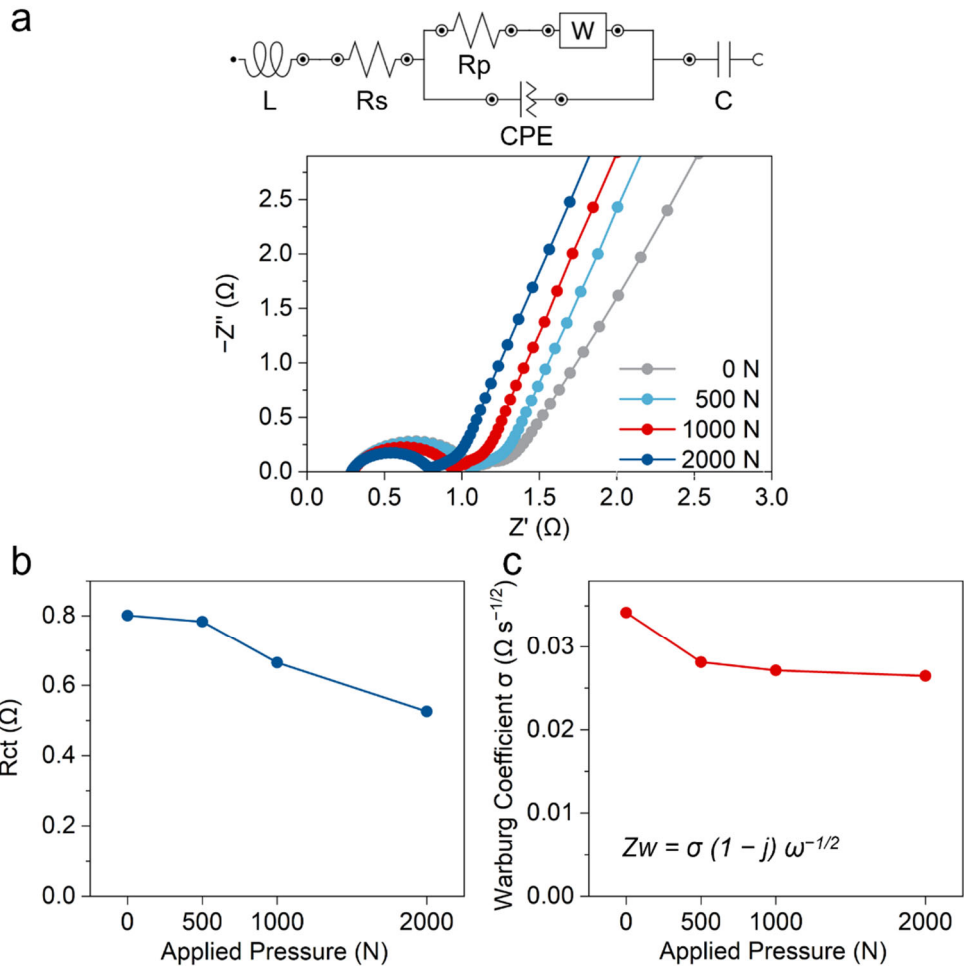 a
L
Rs
Rp
W
CPE
C
−Z'' (Ω)
2.5
2.0
1.5
1.0
0.5
0.0
0.0 0.5 1.0 1.5 2.0 2.5 3.0
Z' (Ω)
0 N
500 N
1000 N
2000 N
b
Rct (Ω)
0.8
0.6
0.4
0.2
0.0
0 500 1000 2000
Applied Pressure (N)
c
Warburg Coefficient σ (Ω s⁻¹/²)
0.03
0.02
0.01
0.00
Zw = σ (1 − j) ω⁻¹/²
0 500 1000 2000
Applied Pressure (N)